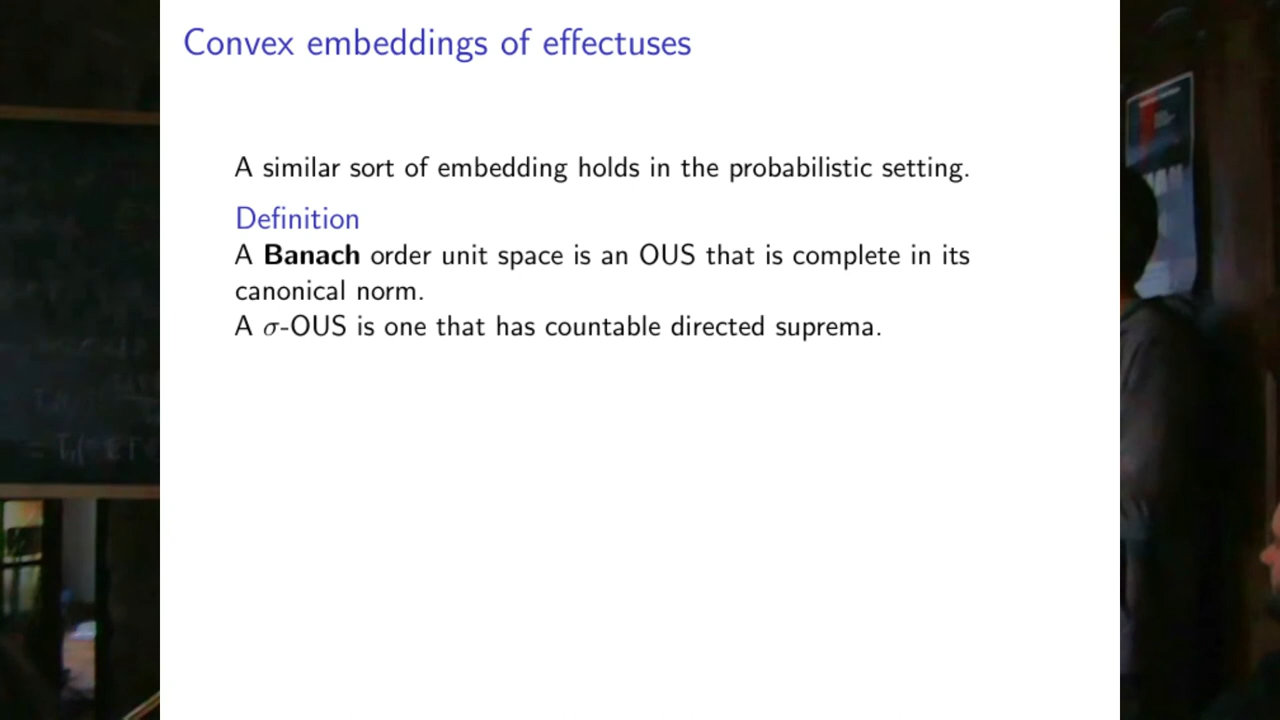 Convex embeddings of effectuses
A similar sort of embedding holds in the probabilistic setting.
Definition
A Banach order unit space is an OUS that is complete in its
canonical norm.
A σ-OUS is one that has countable directed suprema.